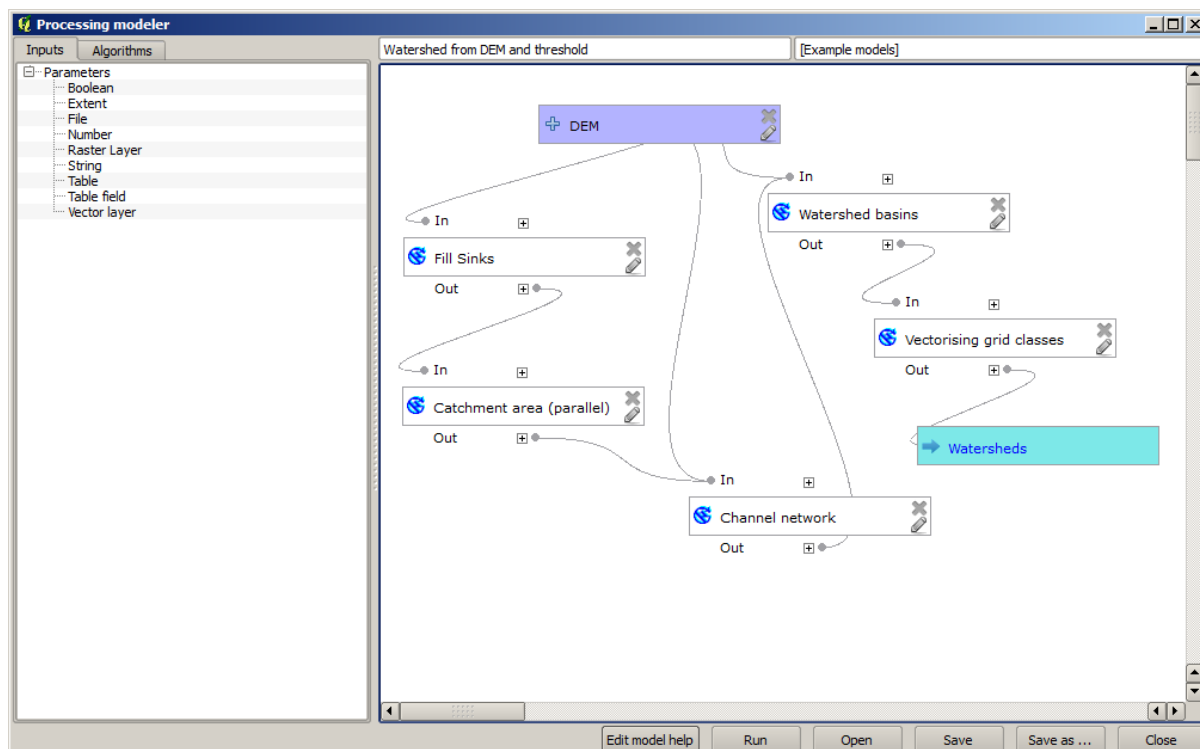 Processing modeler
Inputs Algorithms
Watershed from DEM and threshold
[Example models]
Parameters
Boolean
Extent
File
Number
Raster Layer
String
Table
Table field
Vector layer
DEM
In
Watershed basins
Out
In
Fill Sinks
Out
In
Vectorising grid classes
Out
In
Catchment area (parallel)
Out
Watersheds
In
Channel network
Out
Edit model help Run Open Save Save as ... Close